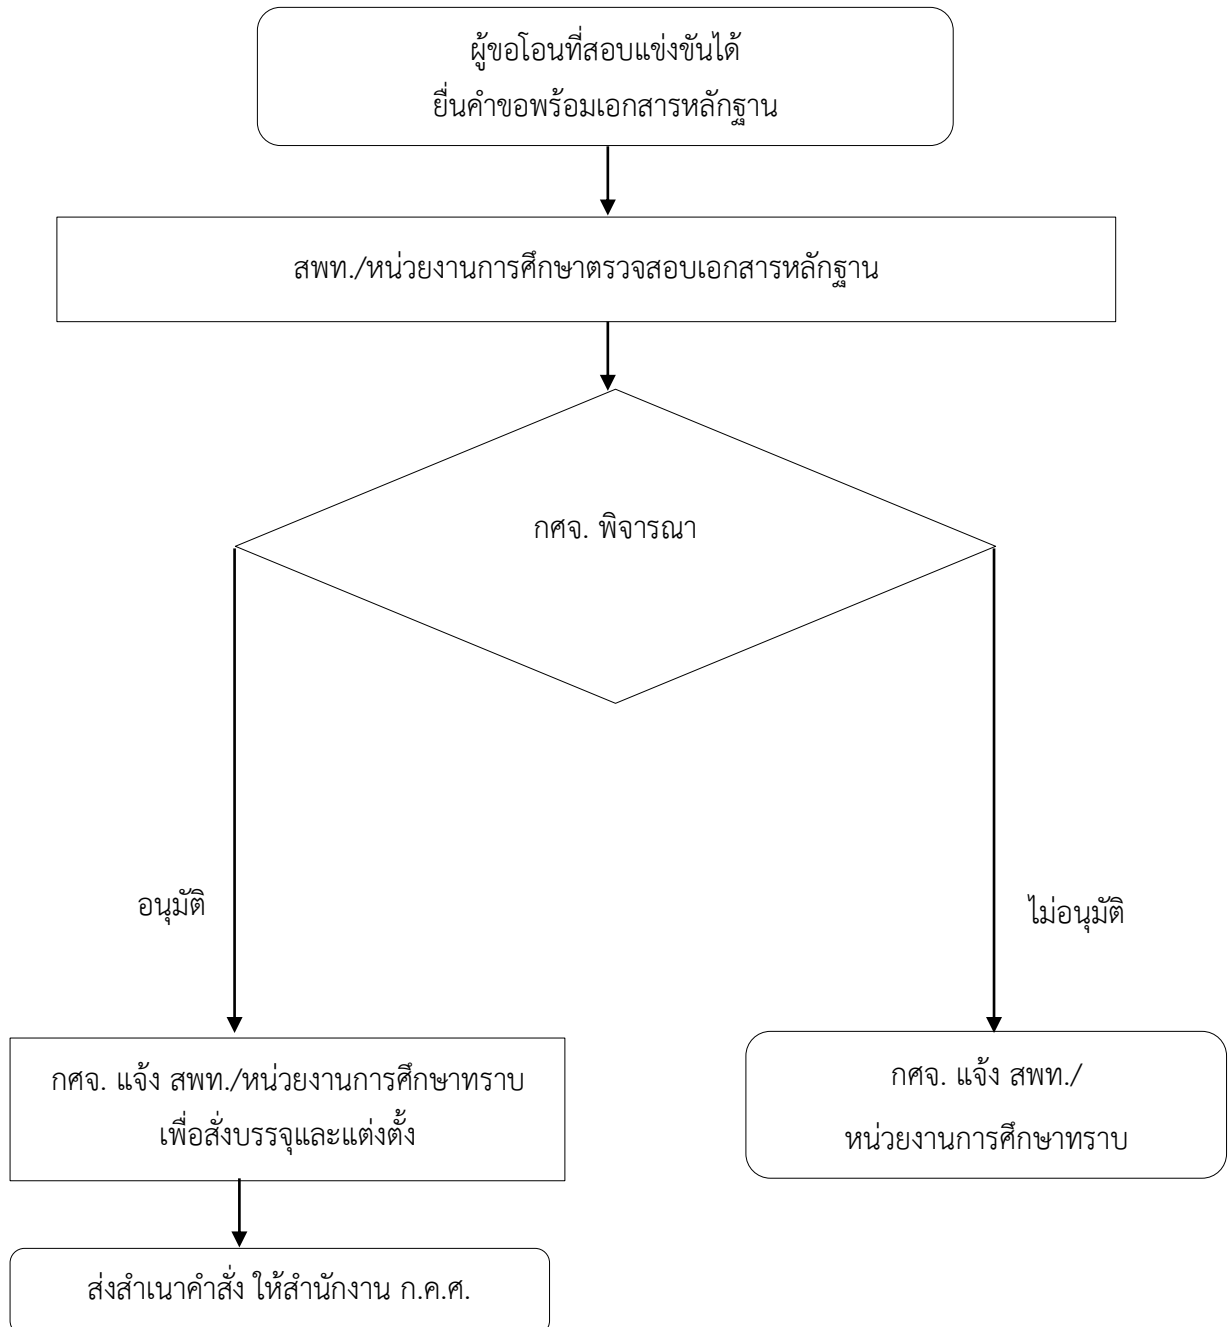 ผู้ขอโอนที่สอบแข่งขันได้
ยื่นคำขอพร้อมเอกสารหลักฐาน
สพท./หน่วยงานการศึกษาตรวจสอบเอกสารหลักฐาน
กศจ. พิจารณา
อนุมัติ
ไม่อนุมัติ
กศจ. แจ้ง สพท./หน่วยงานการศึกษาทราบ
เพื่อสั่งบรรจุและแต่งตั้ง
กศจ. แจ้ง สพท./
หน่วยงานการศึกษาทราบ
ส่งสำเนาคำสั่ง ให้สำนักงาน ก.ค.ศ.